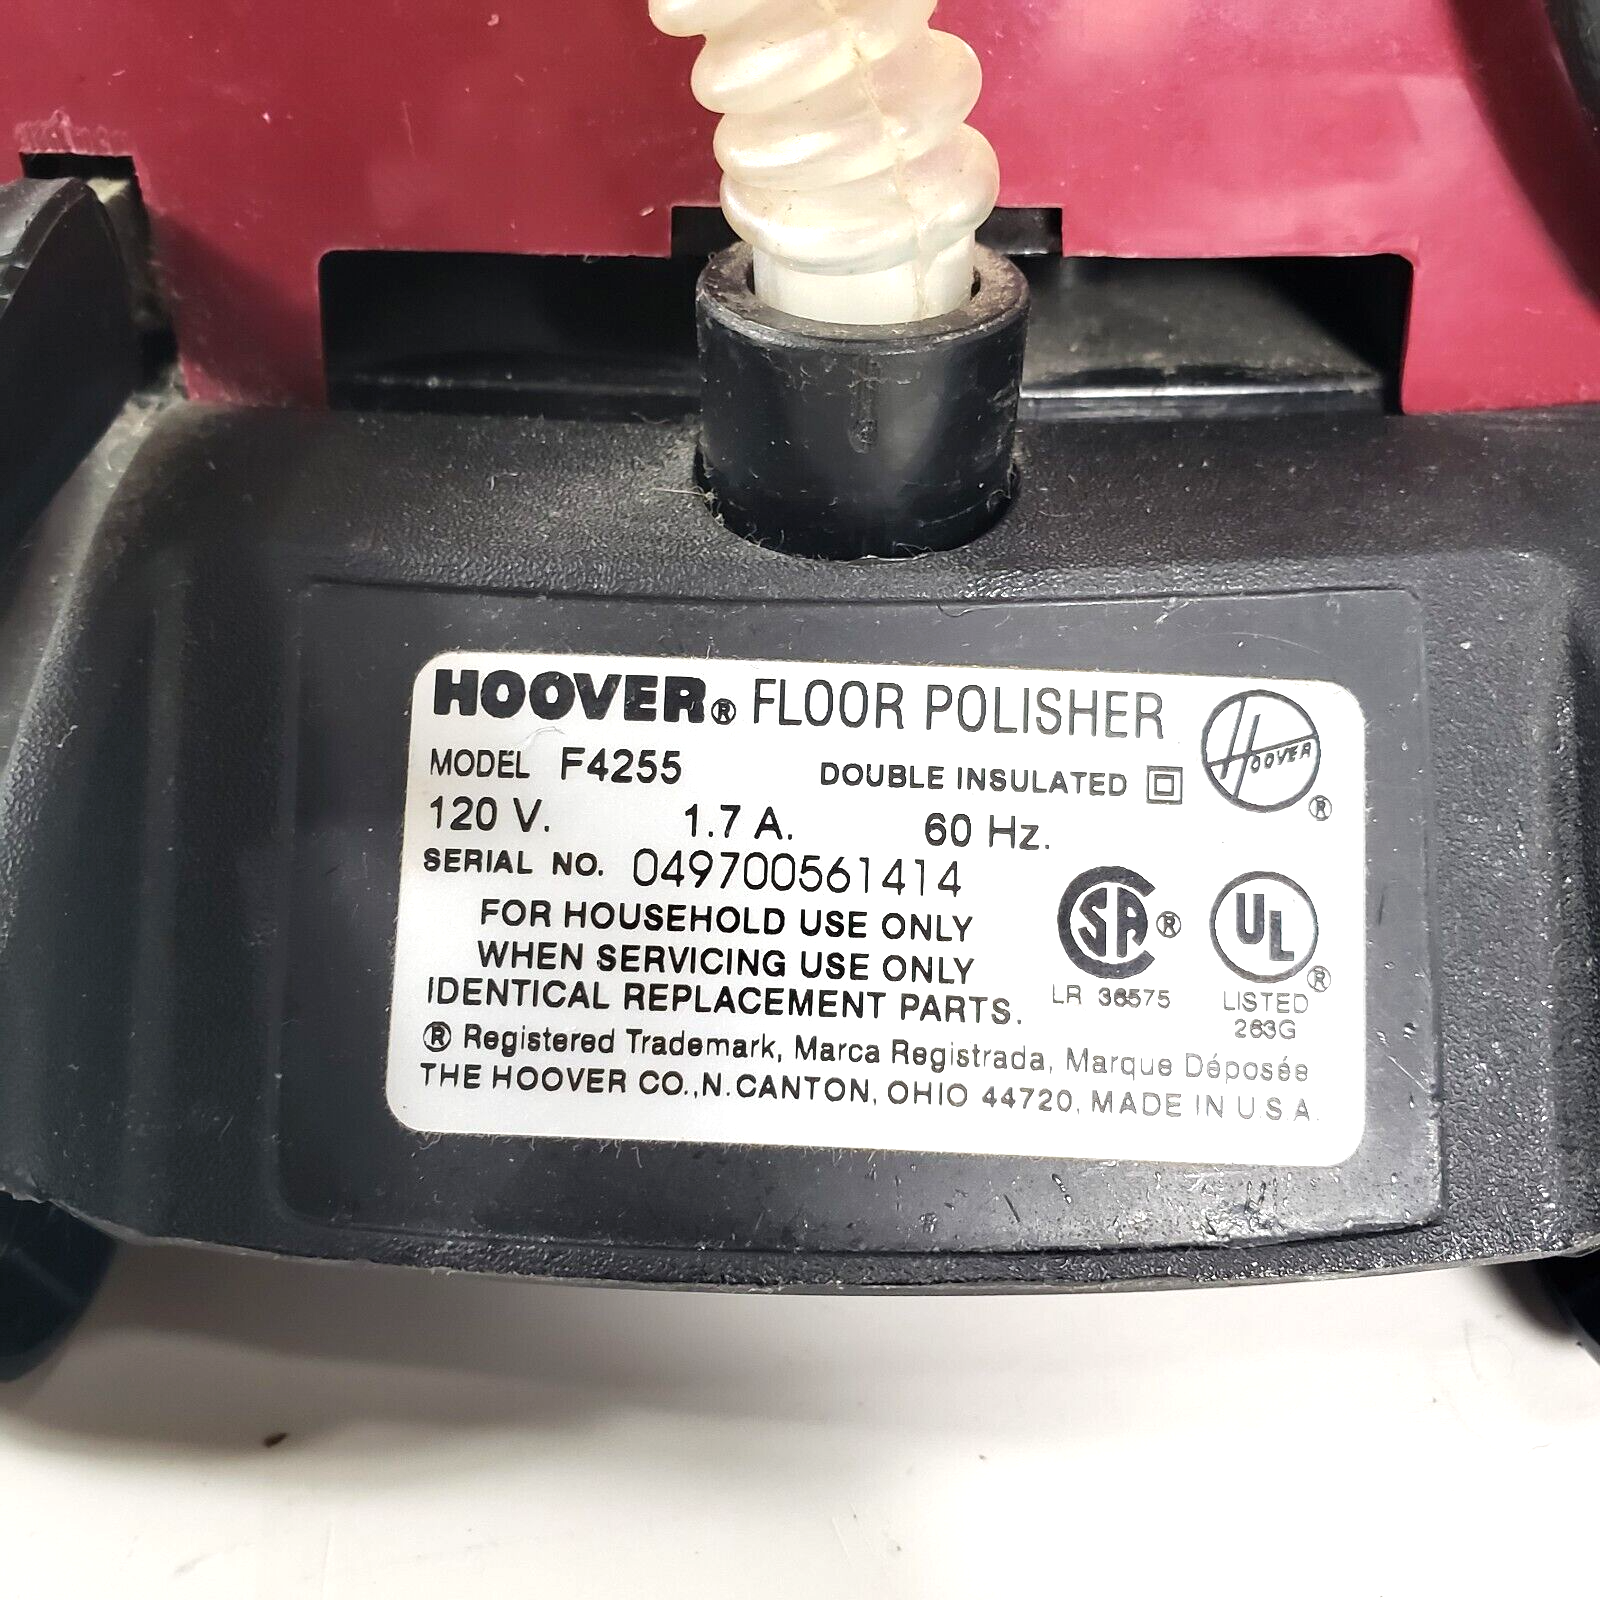 HOOVER® FLOOR POLISHER
HOOVER ®
MODEL F4255 DOUBLE INSULATED
120 V. 1.7 A. 60 Hz.
SERIAL NO. 049700561414
FOR HOUSEHOLD USE ONLY
WHEN SERVICING USE ONLY
IDENTICAL REPLACEMENT PARTS.
SA ® UL ®
LR 36575 LISTED
263G
® Registered Trademark, Marca Registrada, Marque Déposée
THE HOOVER CO., N. CANTON, OHIO 44720, MADE IN U.S.A.